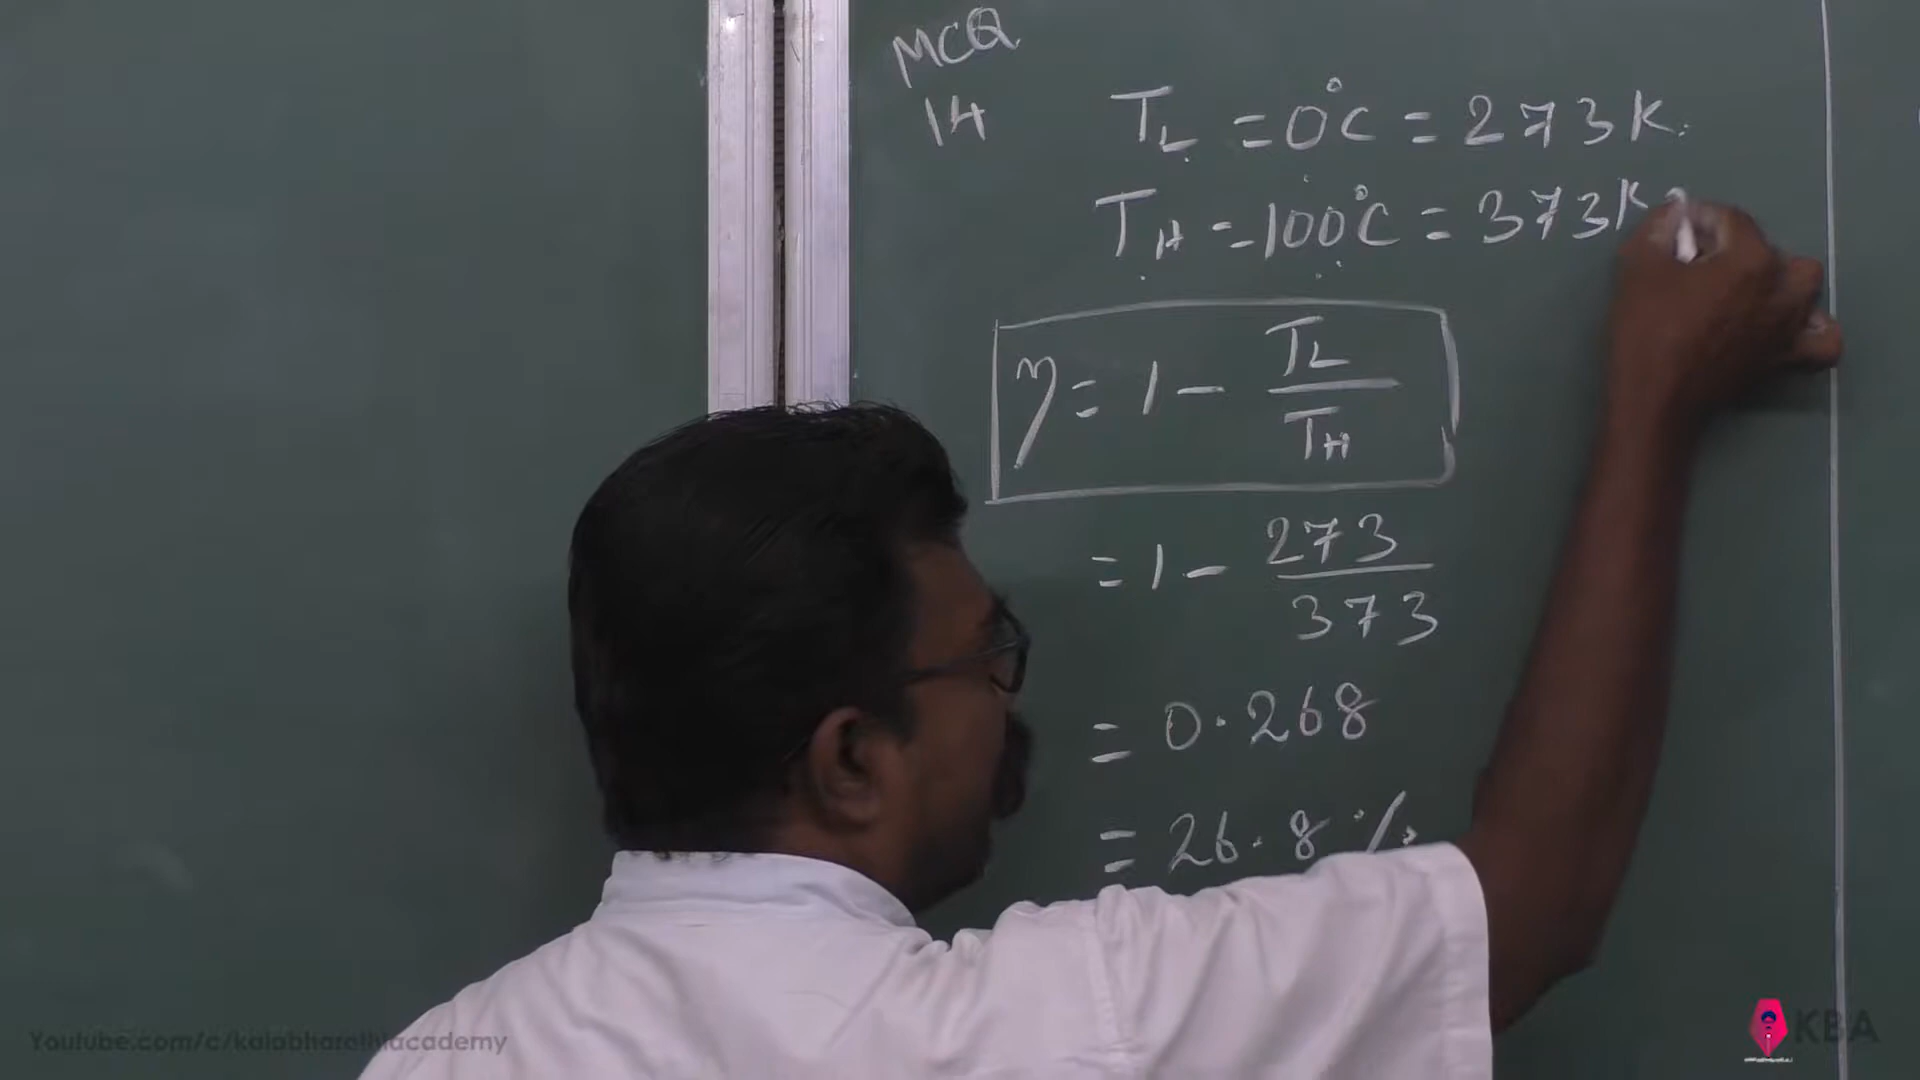 MCQ
14
T_L = 0°C = 273K
T_H = 100°C = 373K
η = 1 - T_L/T_H
= 1 - 273/373
= 0.268
= 26.8 %
Youtube.com/c/kalabharathiacademy
KBA